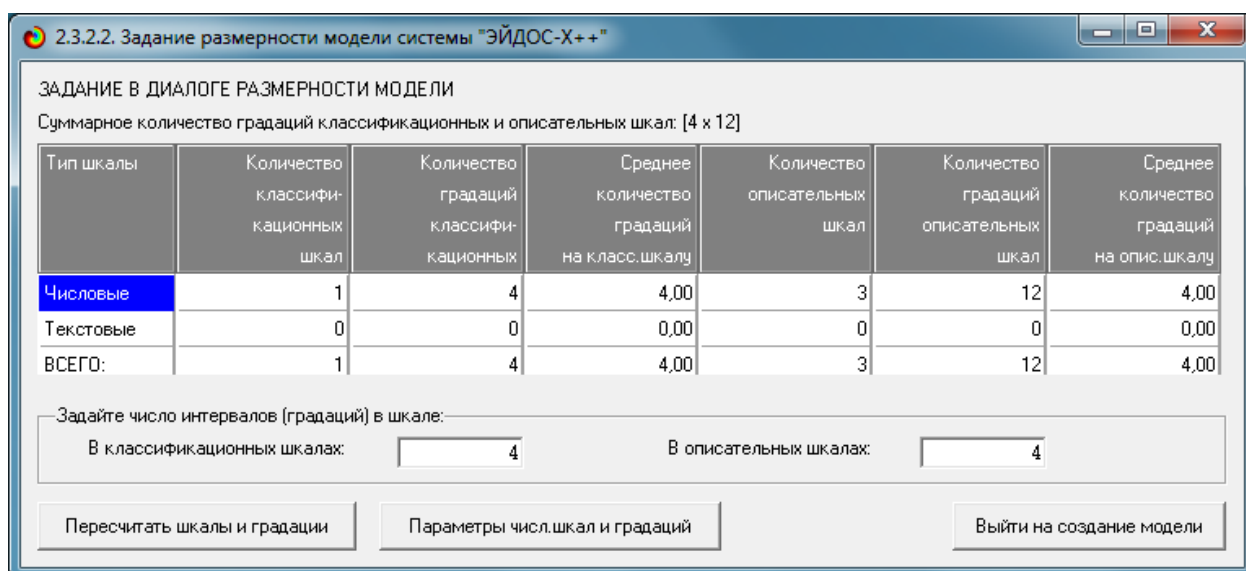 2.3.2.2. Задание размерности модели системы "ЭЙДОС-X++"
ЗАДАНИЕ В ДИАЛОГЕ РАЗМЕРНОСТИ МОДЕЛИ
Суммарное количество градаций классификационных и описательных шкал: [4 x 12]
Тип шкалы Количество Количество Среднее Количество Количество Среднее
классифи- градаций количество описательных градаций количество
кационных классифи- градаций шкал описательных градаций
шкал кационных на класс.шкалу шкал на опис.шкалу
Числовые 1 4 4,00 3 12 4,00
Текстовые 0 0 0,00 0 0 0,00
ВСЕГО: 1 4 4,00 3 12 4,00
Задайте число интервалов (градаций) в шкале:
В классификационных шкалах: 4 В описательных шкалах: 4
Пересчитать шкалы и градации Параметры числ.шкал и градаций Выйти на создание модели